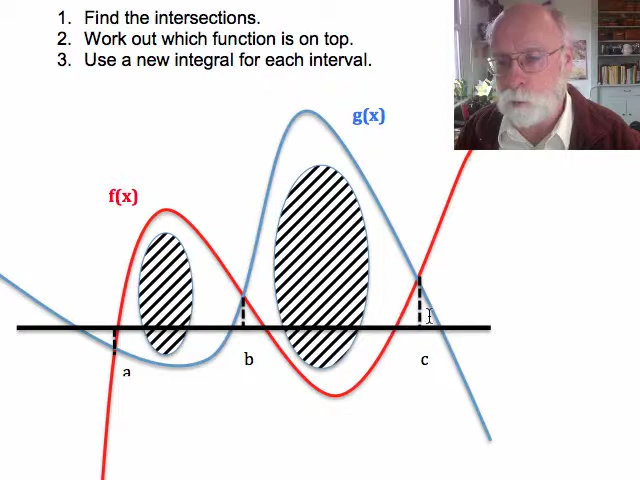 1. Find the intersections.
2. Work out which function is on top.
3. Use a new integral for each interval.
g(x)
f(x)
a
b
c